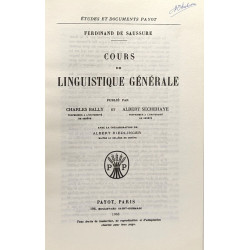 ÉTUDES ET DOCUMENTS PAYOT
FERDINAND DE SAUSSURE
COURS
DE
LINGUISTIQUE GÉNÉRALE
PUBLIÉ PAR
CHARLES BALLY ET ALBERT SECHEHAYE
AVEC LA COLLABORATION DE
ALBERT RIEDLINGER
P P
PAYOT, PARIS